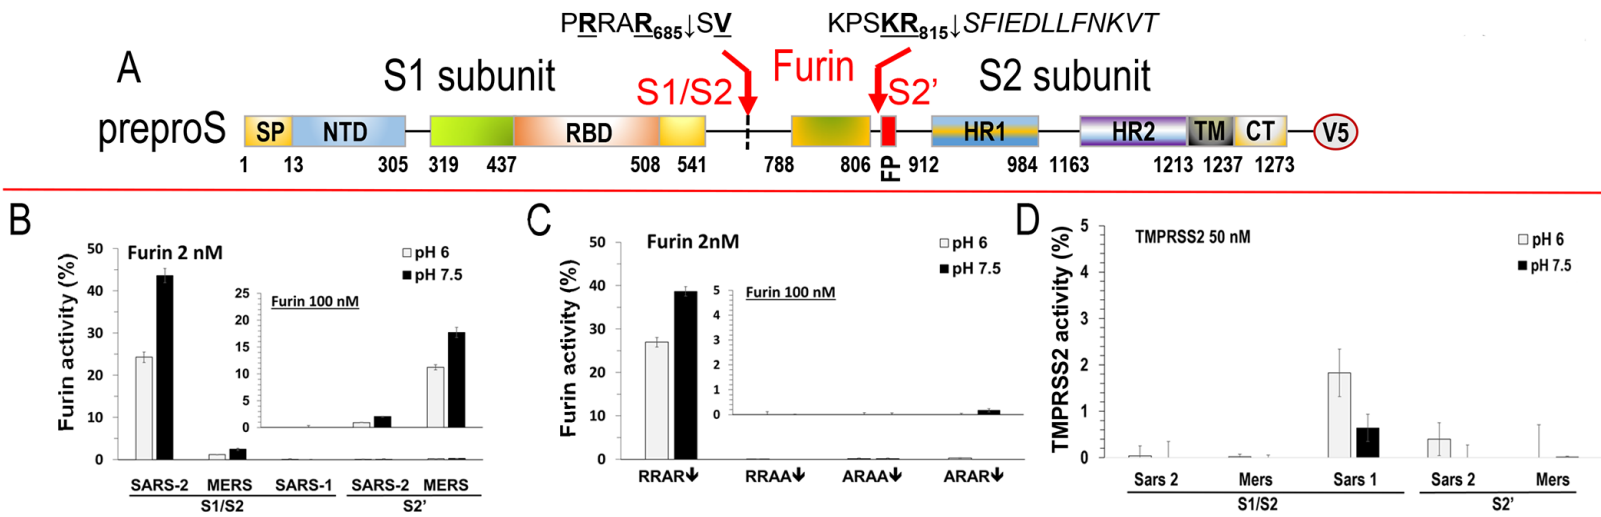 PRRAR685↓SV
KPSKR815↓SFIEDLLFNKVT
A
S1 subunit
Furin
S2 subunit
S1/S2
S2’
preproS
SP NTD RBD HR1 HR2 TM CT V5
1 13 305 319 437 508 541 788 806 FP 912 984 1163 1213 1237 1273
B
Furin 2 nM
pH 6
pH 7.5
Furin activity (%)
50
40
30
20
10
0
Furin 100 nM
25
20
15
10
5
0
SARS-2 MERS SARS-1 SARS-2 MERS
S1/S2 S2’
C
Furin 2nM
pH 6
pH 7.5
Furin activity (%)
50
40
30
20
10
0
Furin 100 nM
5
4
3
2
1
0
RRAR↓ RRAA↓ ARAA↓ ARAR↓
D
TMPRSS2 50 nM
pH 6
pH 7.5
TMPRSS2 activity (%)
5
4
3
2
1
0
Sars 2 Mers Sars 1 Sars 2 Mers
S1/S2 S2’